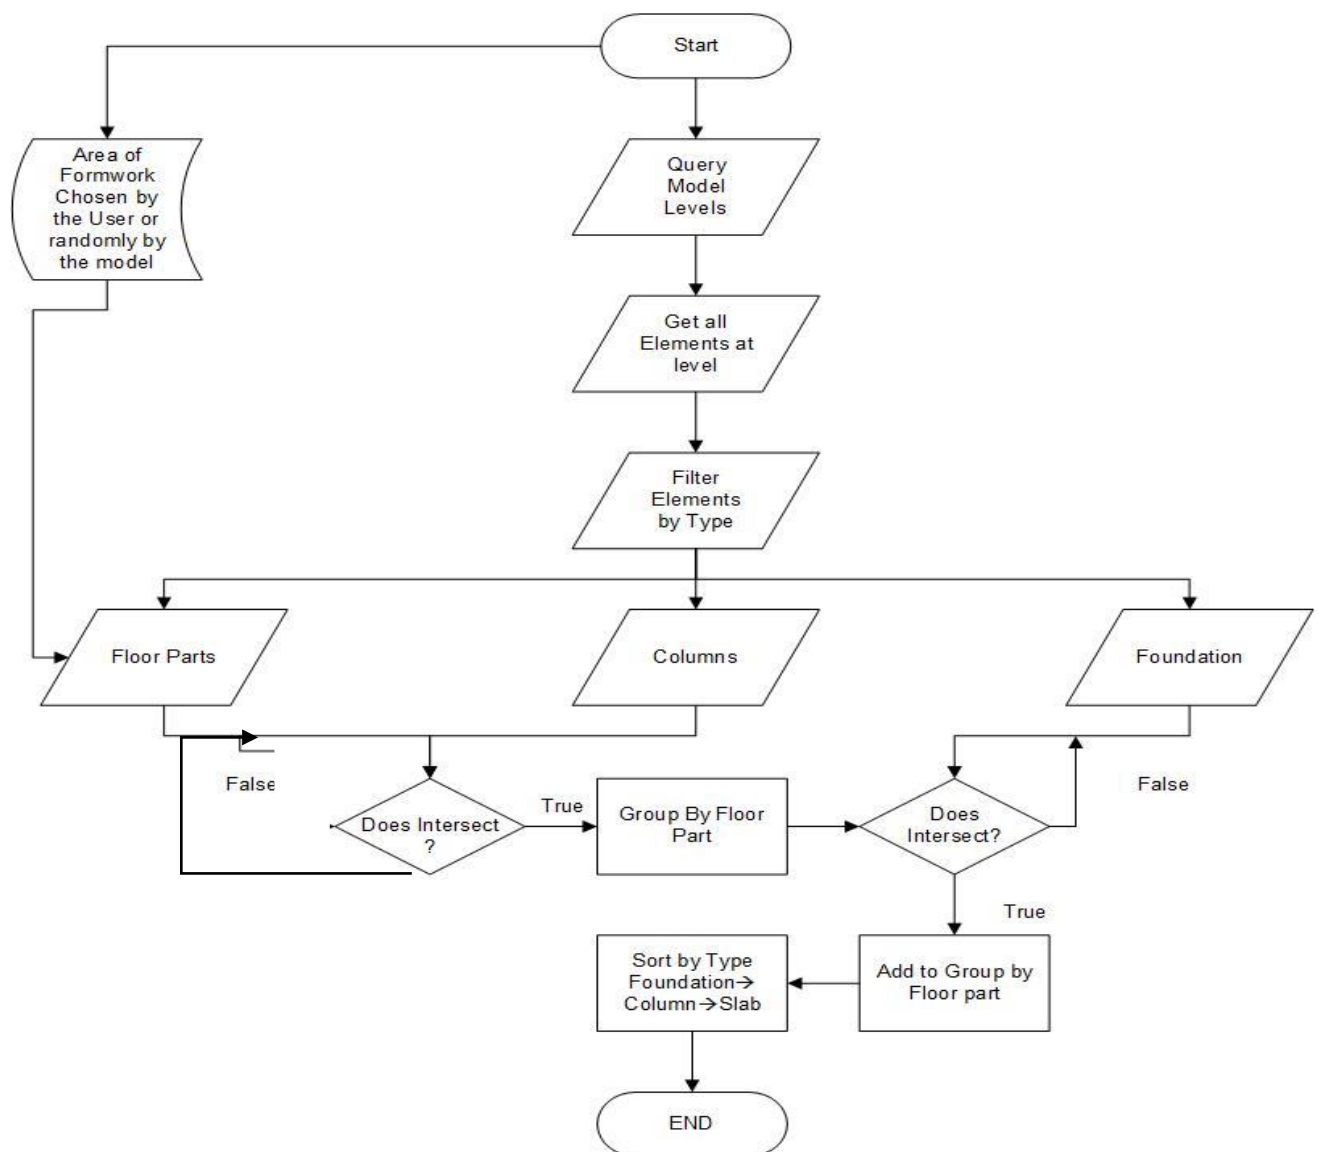 Start
Area of
Formwork
Chosen by
the User or
randomly by
the model
Query
Model
Levels
Get all
Elements at
level
Filter
Elements
by Type
Floor Parts
Columns
Foundation
False
Does Intersect
?
True
Group By Floor
Part
Does
Intersect?
False
True
Sort by Type
Foundation→
Column→Slab
Add to Group by
Floor part
END